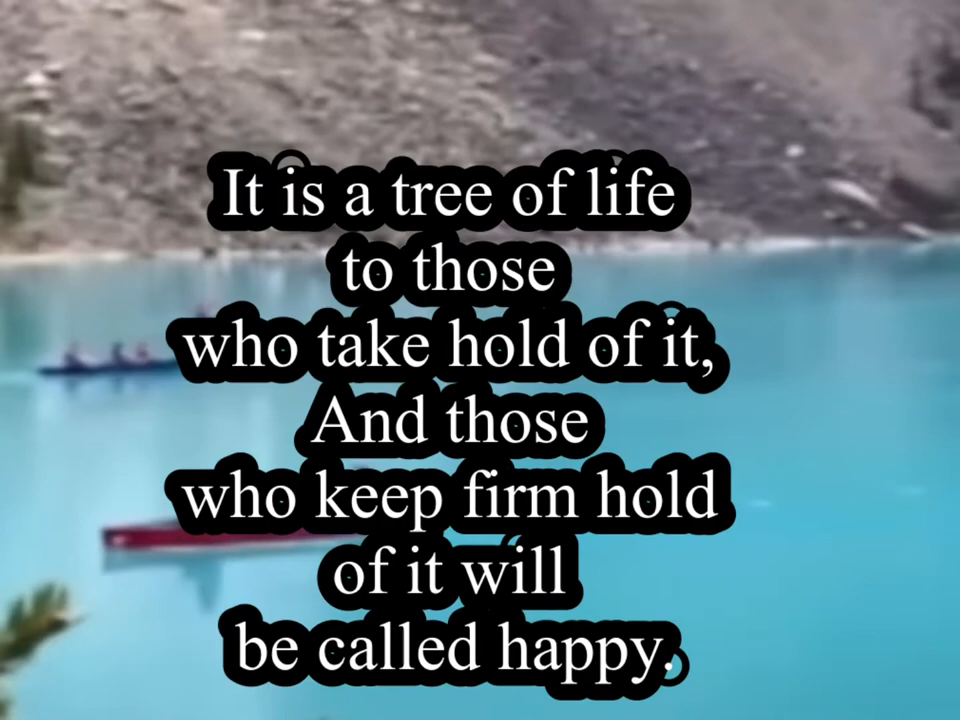 It is a tree of life
to those
who take hold of it,
And those
who keep firm hold
of it will
be called happy.